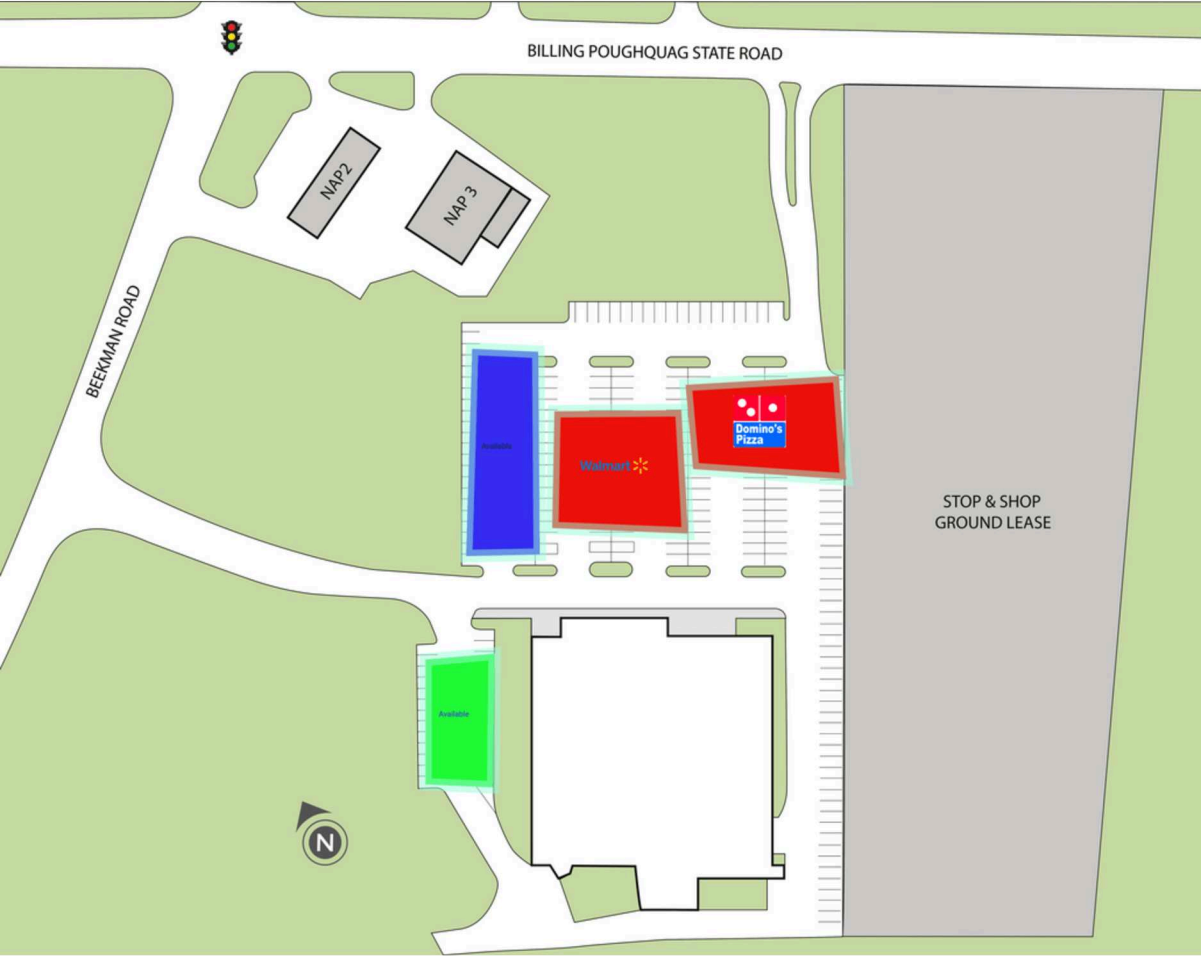 BILLING POUGHQUAG STATE ROAD
NAP2
NAP 3
BEEKMAN ROAD
Domino's
Pizza
Available
Walmart
STOP & SHOP
GROUND LEASE
Available
N